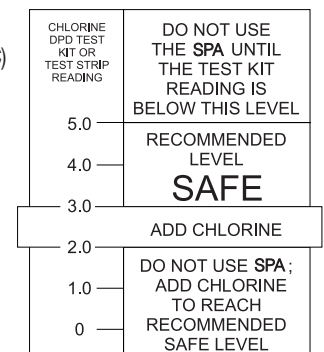 CHLORINE
DPD TEST
KIT OR
TEST STRIP
READING
DO NOT USE
THE SPA UNTIL
THE TEST KIT
READING IS
BELOW THIS LEVEL
5.0
RECOMMENDED
LEVEL
SAFE
4.0
3.0
ADD CHLORINE
2.0
DO NOT USE SPA;
ADD CHLORINE
TO REACH
RECOMMENDED
SAFE LEVEL
1.0
0